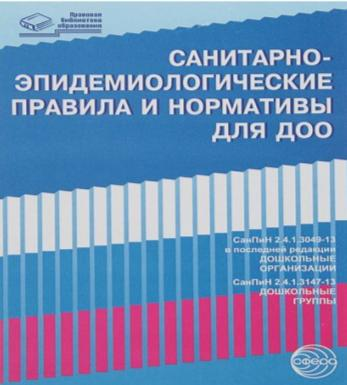 Правовая
библиотека
образования
САНИТАРНО-
ЭПИДЕМИОЛОГИЧЕСКИЕ
ПРАВИЛА И НОРМАТИВЫ
ДЛЯ ДОО
СанПиН 2.4.1.3049-13
в последней редакции
ДОШКОЛЬНЫЕ
ОРГАНИЗАЦИИ
СанПиН 2.4.1.3147-13
ДОШКОЛЬНЫЕ
ГРУППЫ
СФЕРА